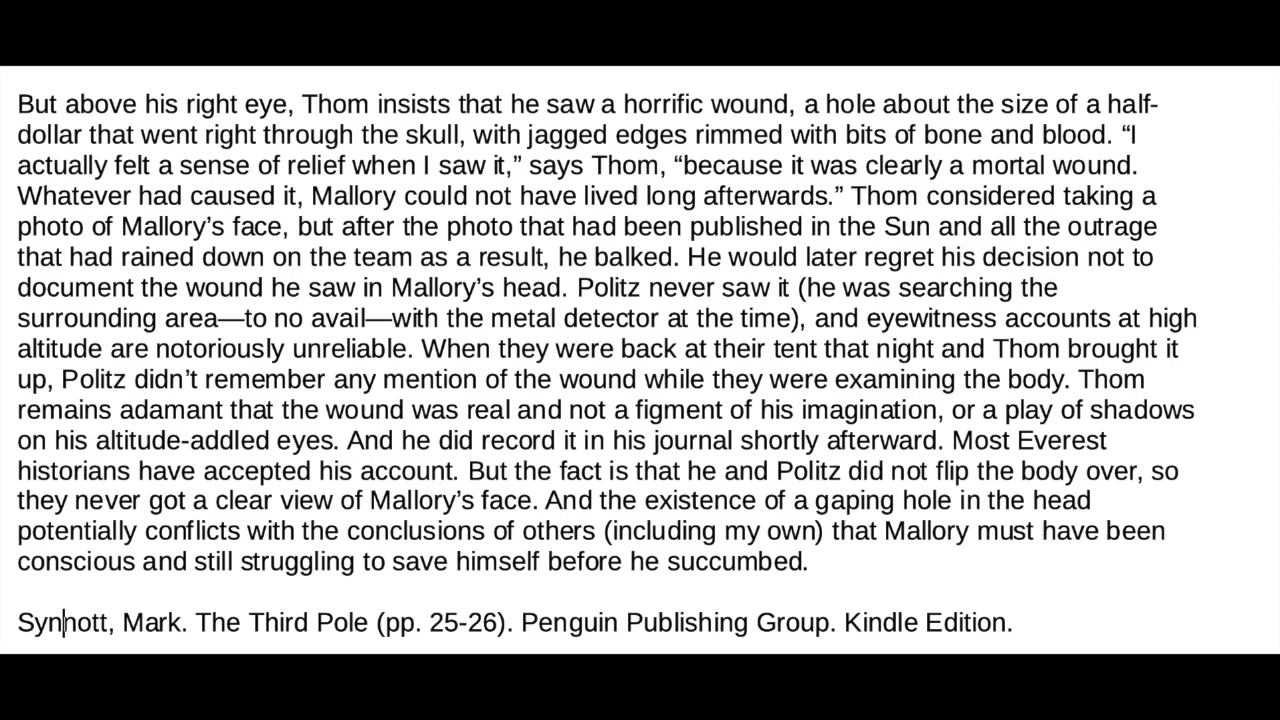 But above his right eye, Thom insists that he saw a horrific wound, a hole about the size of a half-
dollar that went right through the skull, with jagged edges rimmed with bits of bone and blood. “I
actually felt a sense of relief when I saw it,” says Thom, “because it was clearly a mortal wound.
Whatever had caused it, Mallory could not have lived long afterwards.” Thom considered taking a
photo of Mallory’s face, but after the photo that had been published in the Sun and all the outrage
that had rained down on the team as a result, he balked. He would later regret his decision not to
document the wound he saw in Mallory’s head. Politz never saw it (he was searching the
surrounding area—to no avail—with the metal detector at the time), and eyewitness accounts at high
altitude are notoriously unreliable. When they were back at their tent that night and Thom brought it
up, Politz didn’t remember any mention of the wound while they were examining the body. Thom
remains adamant that the wound was real and not a figment of his imagination, or a play of shadows
on his altitude-addled eyes. And he did record it in his journal shortly afterward. Most Everest
historians have accepted his account. But the fact is that he and Politz did not flip the body over, so
they never got a clear view of Mallory’s face. And the existence of a gaping hole in the head
potentially conflicts with the conclusions of others (including my own) that Mallory must have been
conscious and still struggling to save himself before he succumbed.
Synnott, Mark. The Third Pole (pp. 25-26). Penguin Publishing Group. Kindle Edition.